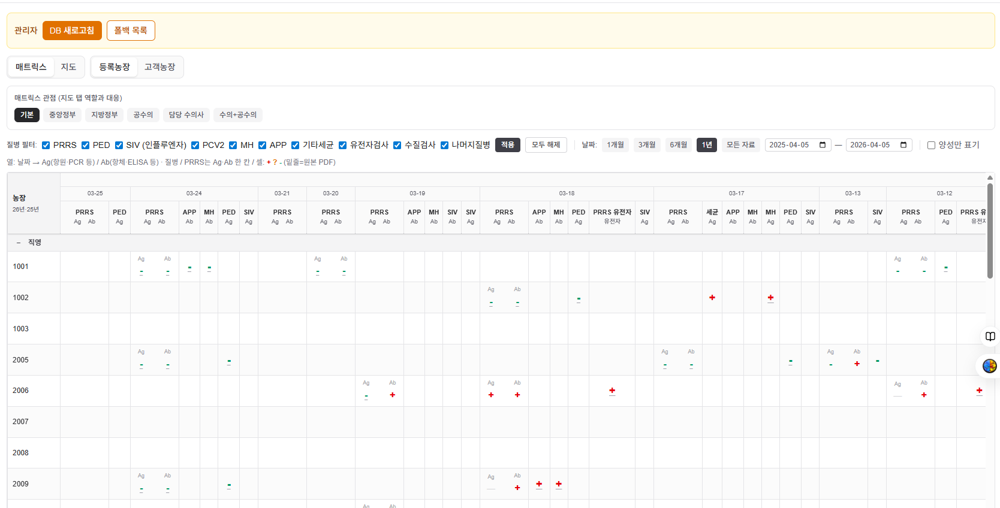 관리자 DB 새로고침 폴백 목록
매트릭스 지도 등록농장 고객농장
매트릭스 관점 (지도 탭 역할과 대응)
기본 중앙정부 지방정부 공수의 담당 수의사 수의+공수의
질병 필터: PRRS PED SIV (인플루엔자) PCV2 MH APP 기타세균 유전자검사 수질검사 나머지질병 적용 모두 해제 날짜: 1개월 3개월 6개월 1년 모든 자료 2025-04-05 — 2026-04-05 양성만 표기
열: 날짜 → Ag(항원·PCR 등) / Ab(항체·ELISA 등) · 질병 / PRRS는 Ag·Ab 한 칸 / 셀: + ? - (밑줄=원본 PDF)
농장
26년·25년
03-25 03-24 03-21 03-20 03-19 03-18 03-17 03-13 03-12
PRRS PED PRRS APP MH PED SIV PRRS PRRS PRRS APP MH SIV SIV PRRS APP MH PED PRRS 유전자 SIV PRRS 세균 APP MH MH PED SIV PRRS SIV PRRS PED PRRS 유
Ag Ab Ag Ag Ab Ab Ab Ag Ag Ag Ab Ag Ab Ag Ab Ab Ab Ab Ag Ag Ab Ab Ab Ag 유전자 Ag Ag Ab Ag Ab Ab Ag Ag Ag Ag Ab Ag Ag Ab Ag 유전
– 직영
Ag Ab Ag Ab Ag Ab
1001 - - - - - - - - -
Ag Ab
1002 - - - + +
1003
Ag Ab Ag Ab Ag Ab
2005 - - - - - - - + -
Ag Ab Ag Ab Ag Ab
2006 - + + + + — + +
2007
2008
Ag Ab Ag Ab
2009 - - - — + + +
Ag Ab